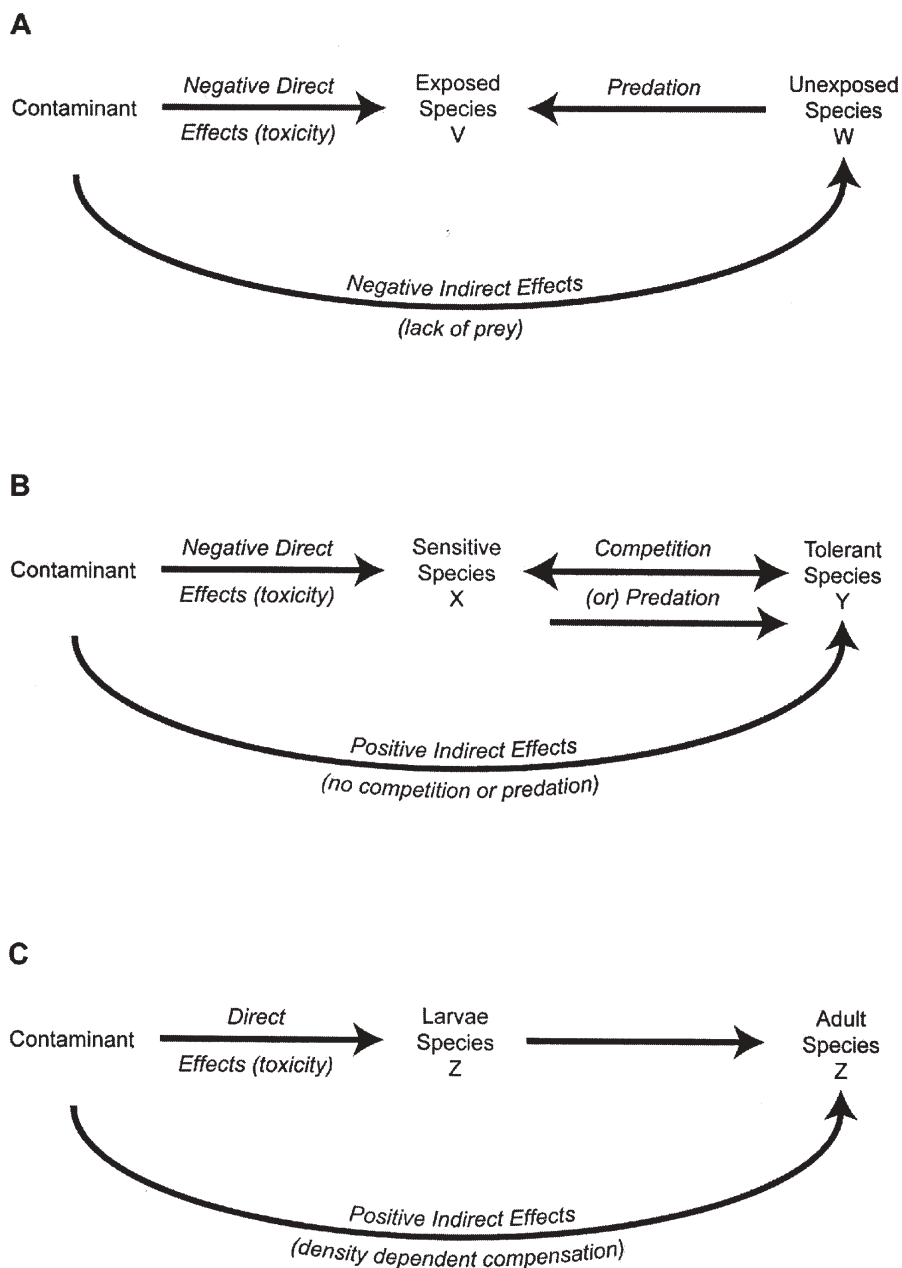 A
Negative Direct
Contaminant
Effects (toxicity)
Exposed
Species
V
Predation
Unexposed
Species
W
Negative Indirect Effects
(lack of prey)
B
Negative Direct
Contaminant
Effects (toxicity)
Sensitive
Species
X
Competition
(or) Predation
Tolerant
Species
Y
Positive Indirect Effects
(no competition or predation)
C
Direct
Contaminant
Effects (toxicity)
Larvae
Species
Z
Adult
Species
Z
Positive Indirect Effects
(density dependent compensation)